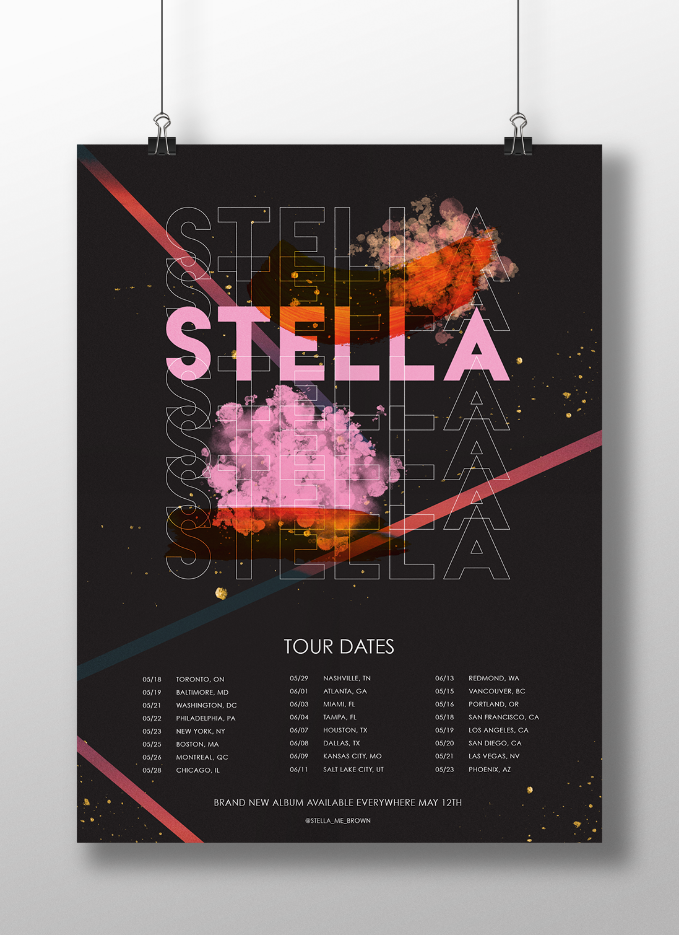 STELLA
STELLA
STELLA
STELLA
STELLA
STELLA
STELLA
STELLA
TOUR DATES
05/18 TORONTO, ON
05/19 BALTIMORE, MD
05/21 WASHINGTON, DC
05/22 PHILADELPHIA, PA
05/23 NEW YORK, NY
05/25 BOSTON, MA
05/26 MONTREAL, QC
05/28 CHICAGO, IL
05/29 NASHVILLE, TN
06/01 ATLANTA, GA
06/03 MIAMI, FL
06/04 TAMPA, FL
06/07 HOUSTON, TX
06/08 DALLAS, TX
06/09 KANSAS CITY, MO
06/11 SALT LAKE CITY, UT
06/13 REDMOND, WA
05/15 VANCOUVER, BC
05/16 PORTLAND, OR
05/18 SAN FRANCISCO, CA
05/19 LOS ANGELES, CA
05/20 SAN DIEGO, CA
05/21 LAS VEGAS, NV
05/23 PHOENIX, AZ
BRAND NEW ALBUM AVAILABLE EVERYWHERE MAY 12TH
@STELLA_ME_BROWN